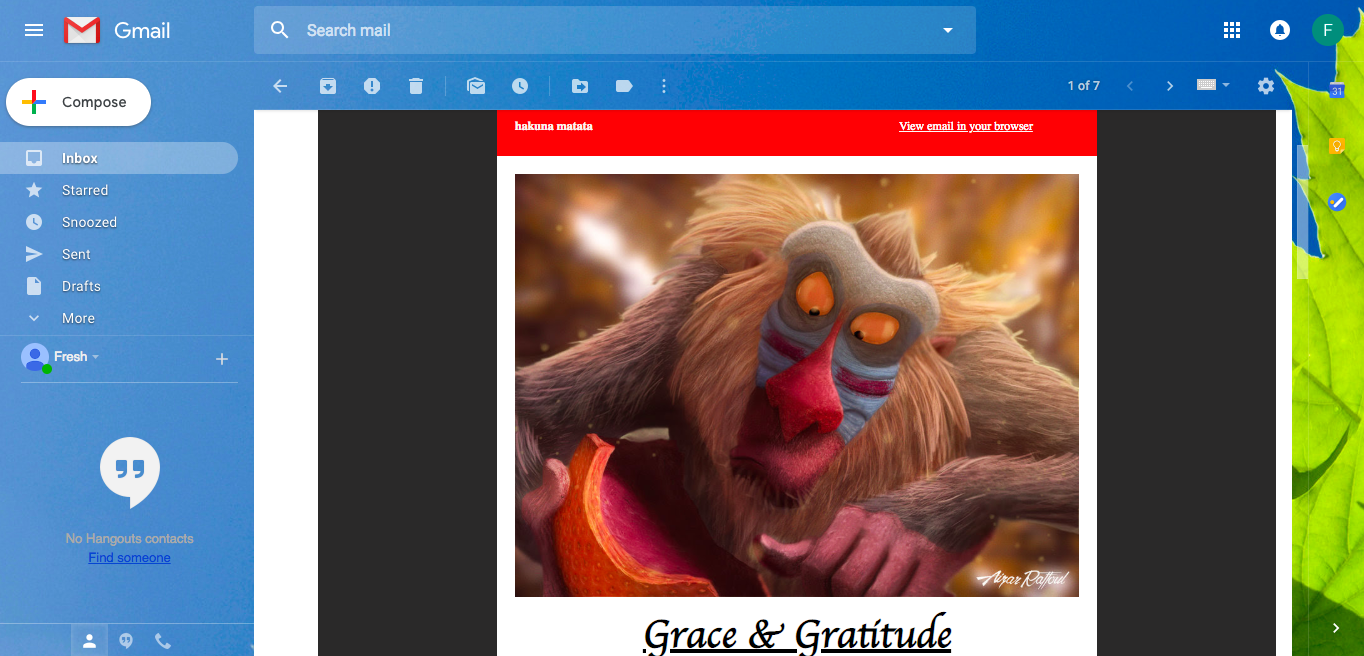 Gmail
Search mail
F
Compose
1 of 7
31
Inbox
Starred
Snoozed
Sent
Drafts
More
Fresh
No Hangouts contacts
Find someone
hakuna matata
View email in your browser
Aizar Raffoul
Grace & Gratitude